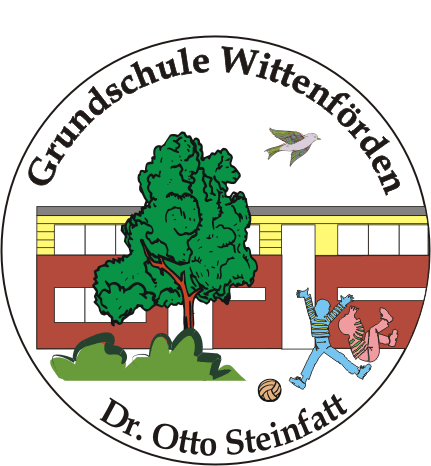 Grundschule Wittenförden
Dr. Otto Steinfatt